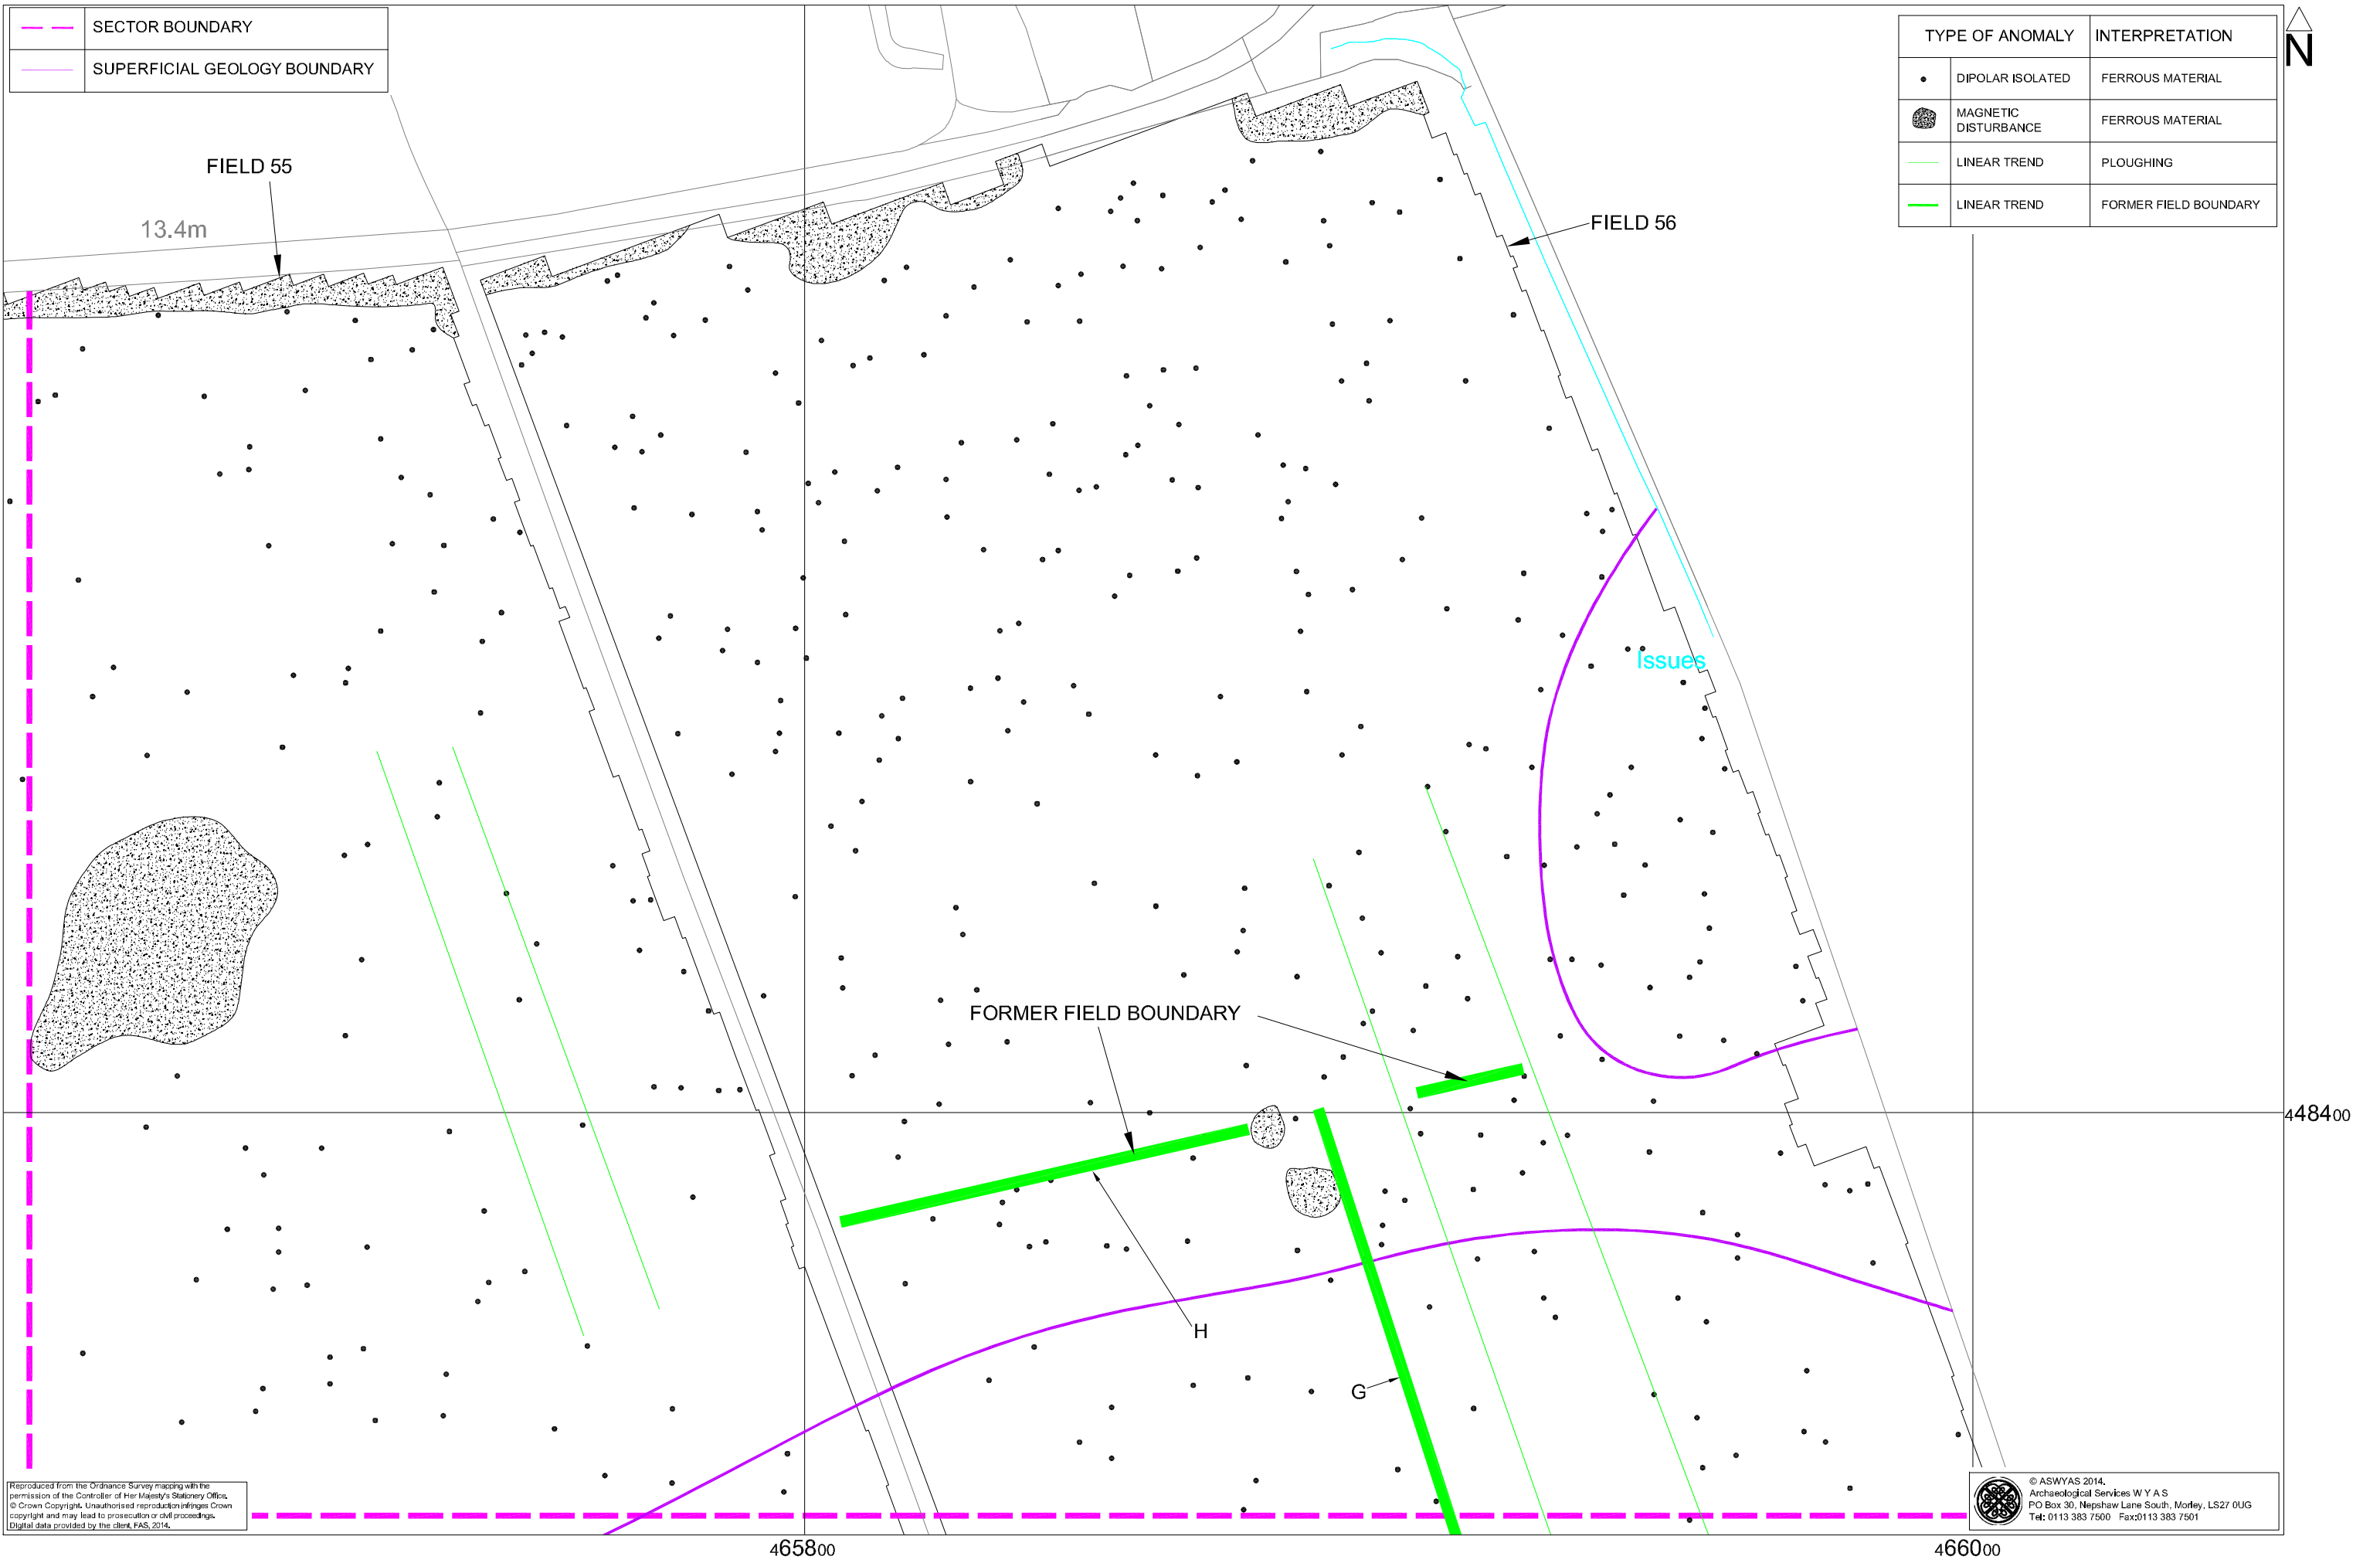 SECTOR BOUNDARY
SUPERFICIAL GEOLOGY BOUNDARY
TYPE OF ANOMALY INTERPRETATION
DIPOLAR ISOLATED FERROUS MATERIAL
MAGNETIC
DISTURBANCE
FERROUS MATERIAL
LINEAR TREND PLOUGHING
LINEAR TREND FORMER FIELD BOUNDARY
N
FIELD 55
13.4m
FIELD 56
Issues
FORMER FIELD BOUNDARY
H
G
448400
465800
466000
Reproduced from the Ordnance Survey mapping with the
permission of the Controller of Her Majesty's Stationery Office.
© Crown Copyright. Unauthorised reproduction infringes Crown
copyright and may lead to prosecution or civil proceedings.
Digital data provided by the client, FAS, 2014.
© ASWYAS 2014.
Archaeological Services W Y A S
PO Box 30, Nepshaw Lane South, Morley, LS27 0UG
Tel: 0113 383 7500 Fax:0113 383 7501